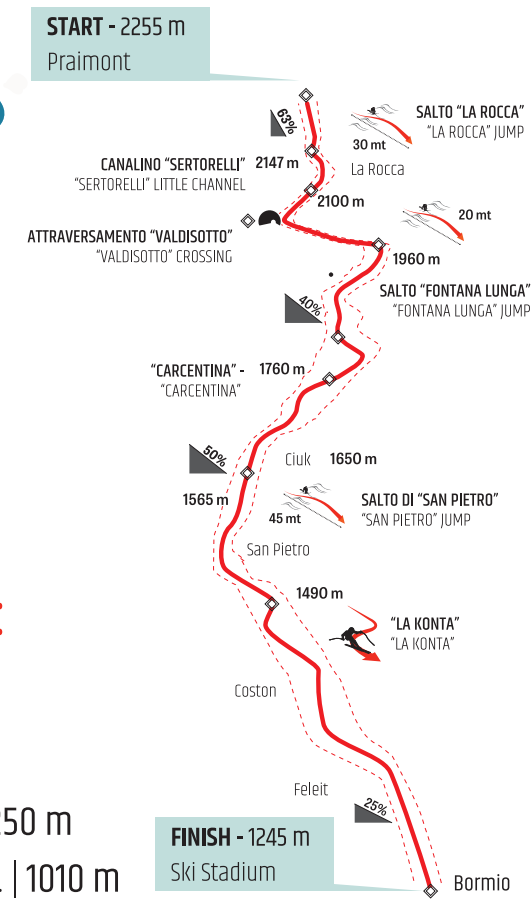 START - 2255 m
Praimont
63%
SALTO "LA ROCCA"
"LA ROCCA" JUMP
30 mt
La Rocca
CANALINO "SERTORELLI"
"SERTORELLI" LITTLE CHANNEL
2147 m
2100 m
20 mt
ATTRAVERSAMENTO "VALDISOTTO"
"VALDISOTTO" CROSSING
1960 m
SALTO "FONTANA LUNGA"
"FONTANA LUNGA" JUMP
40%
"CARCENTINA" -
"CARCENTINA"
1760 m
50%
Ciuk 1650 m
1565 m
SALTO DI "SAN PIETRO"
"SAN PIETRO" JUMP
45 mt
San Pietro
1490 m
"LA KONTA"
"LA KONTA"
Coston
Feleit
25%
50 m
| 1010 m
FINISH - 1245 m
Ski Stadium
Bormio